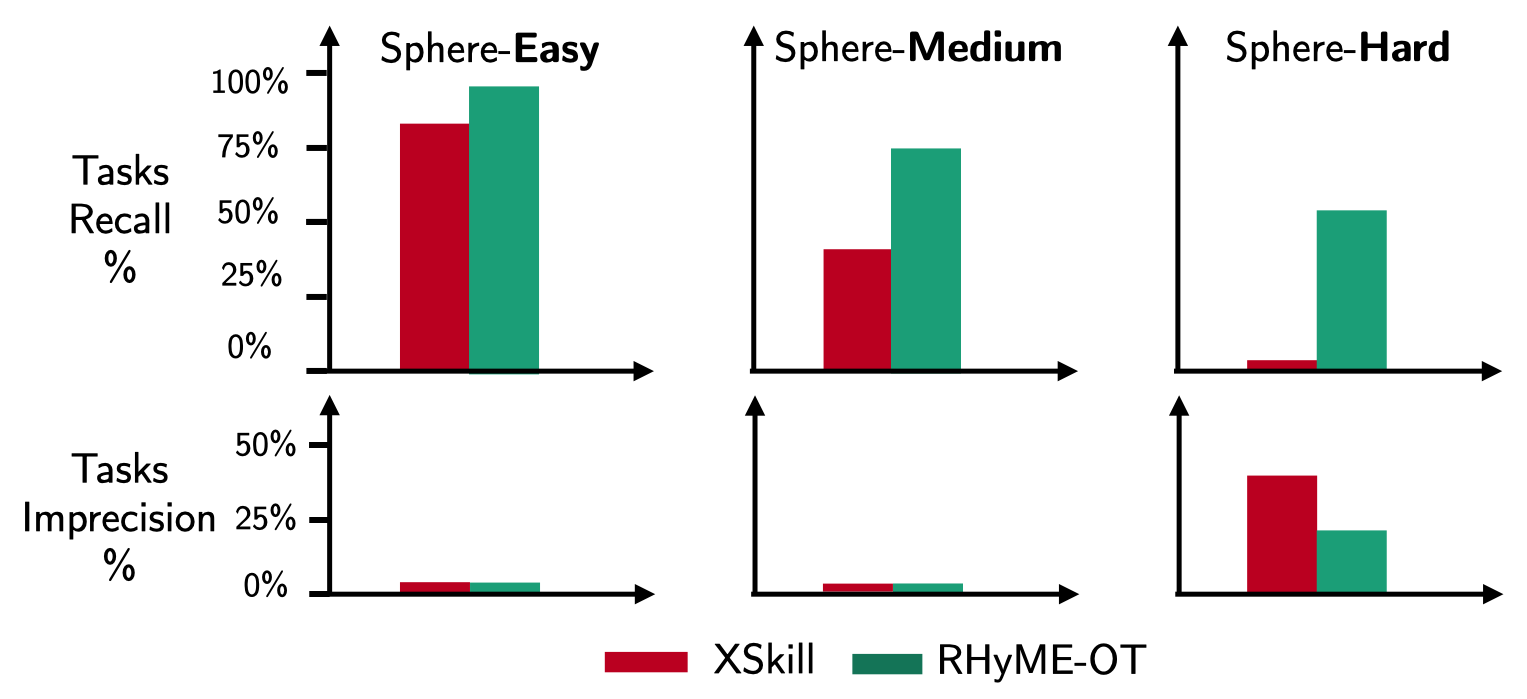 Sphere-Easy
Sphere-Medium
Sphere-Hard
Tasks
Recall
%
100%
75%
50%
25%
0%
Tasks
Imprecision
%
50%
25%
0%
XSkill
RHyME-OT